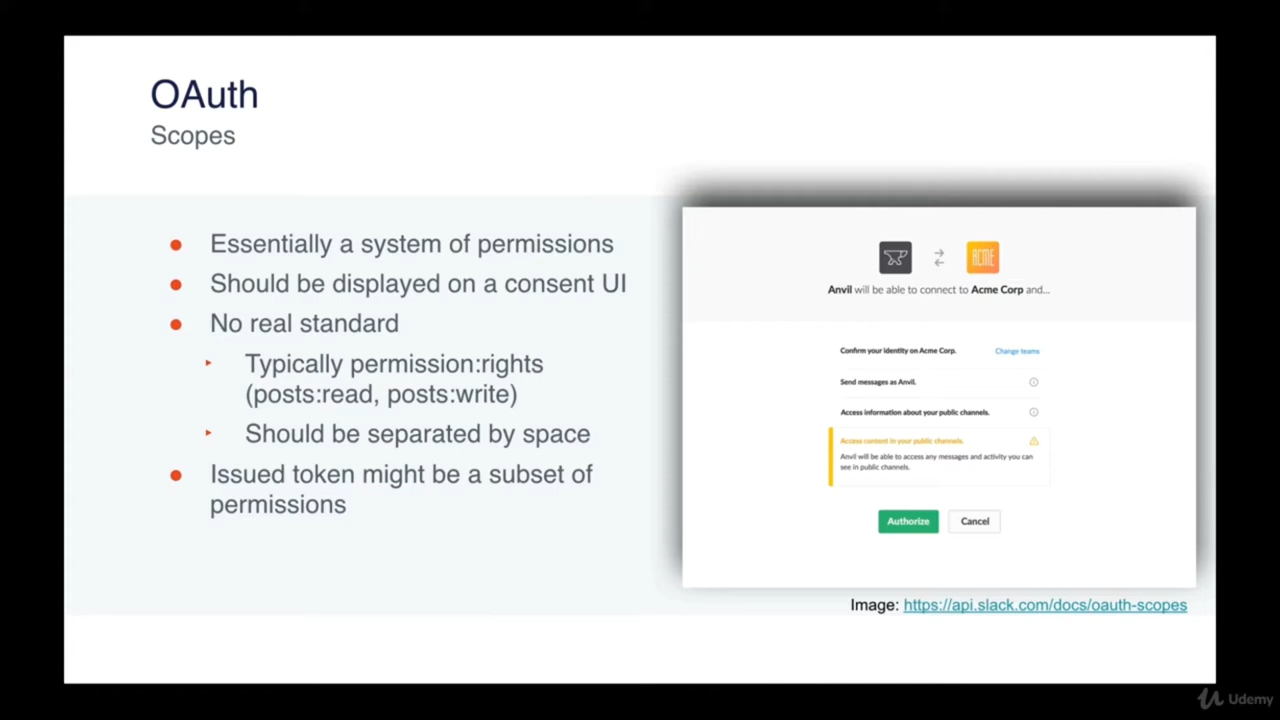 OAuth
Scopes
Essentially a system of permissions
Should be displayed on a consent UI
No real standard
Typically permission:rights
(posts:read, posts:write)
Should be separated by space
Issued token might be a subset of
permissions
ACME
Anvil will be able to connect to Acme Corp and...
Confirm your identity on Acme Corp. Change teams
Send messages as Anvil.
Access information about your public channels.
Access content in your public channels.
Anvil will be able to access any messages and activity you can
see in public channels.
Authorize Cancel
Image: https://api.slack.com/docs/oauth-scopes
Udemy